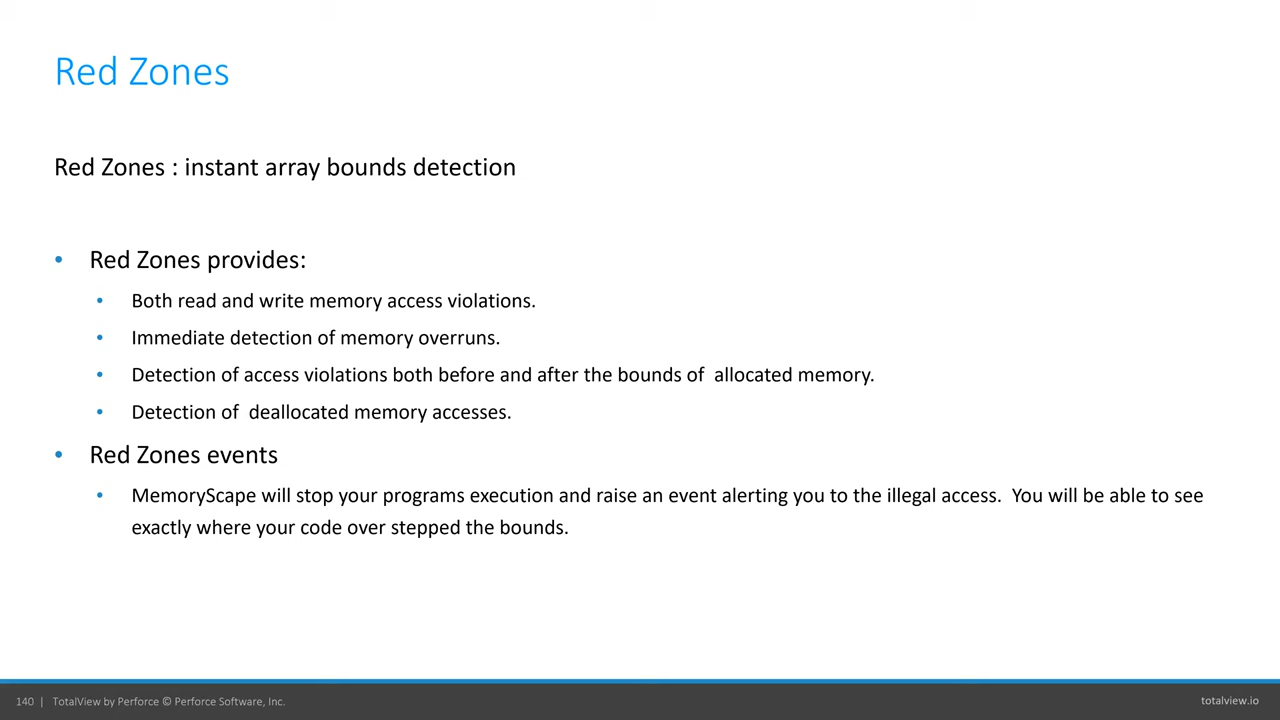 Red Zones
Red Zones : instant array bounds detection
• Red Zones provides:
• Both read and write memory access violations.
• Immediate detection of memory overruns.
• Detection of access violations both before and after the bounds of  allocated memory.
• Detection of  deallocated memory accesses.
• Red Zones events
• MemoryScape will stop your programs execution and raise an event alerting you to the illegal access.  You will be able to see
exactly where your code over stepped the bounds.
140 | TotalView by Perforce © Perforce Software, Inc.
totalview.io